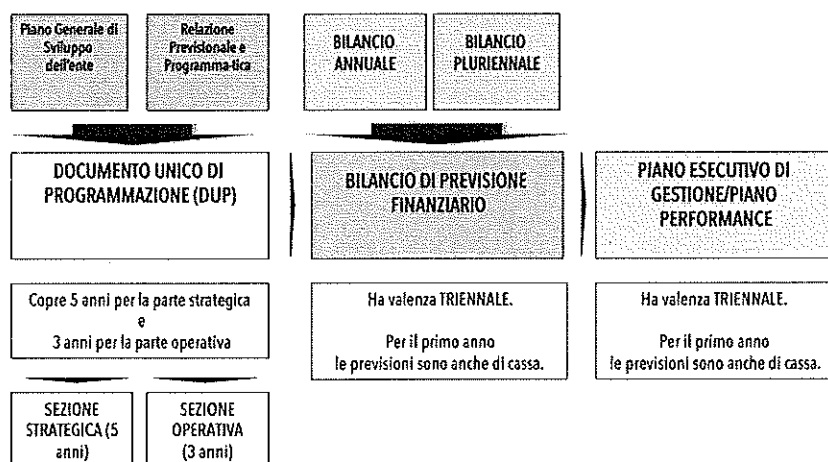 Piano Generale di
Sviluppo
dell'ente
Relazione
Previsionale e
Programma-tica
BILANCIO
ANNUALE
BILANCIO
PLURIENNALE
DOCUMENTO UNICO DI
PROGRAMMAZIONE (DUP)
BILANCIO DI PREVISIONE
FINANZIARIO
PIANO ESECUTIVO DI
GESTIONE/PIANO
PERFORMANCE
Copre 5 anni per la parte strategica
e
3 anni per la parte operativa
Ha valenza TRIENNALE.
Per il primo anno
le previsioni sono anche di cassa.
Ha valenza TRIENNALE.
Per il primo anno
le previsioni sono anche di cassa.
SEZIONE
STRATEGICA (5
anni)
SEZIONE
OPERATIVA
(3 anni)